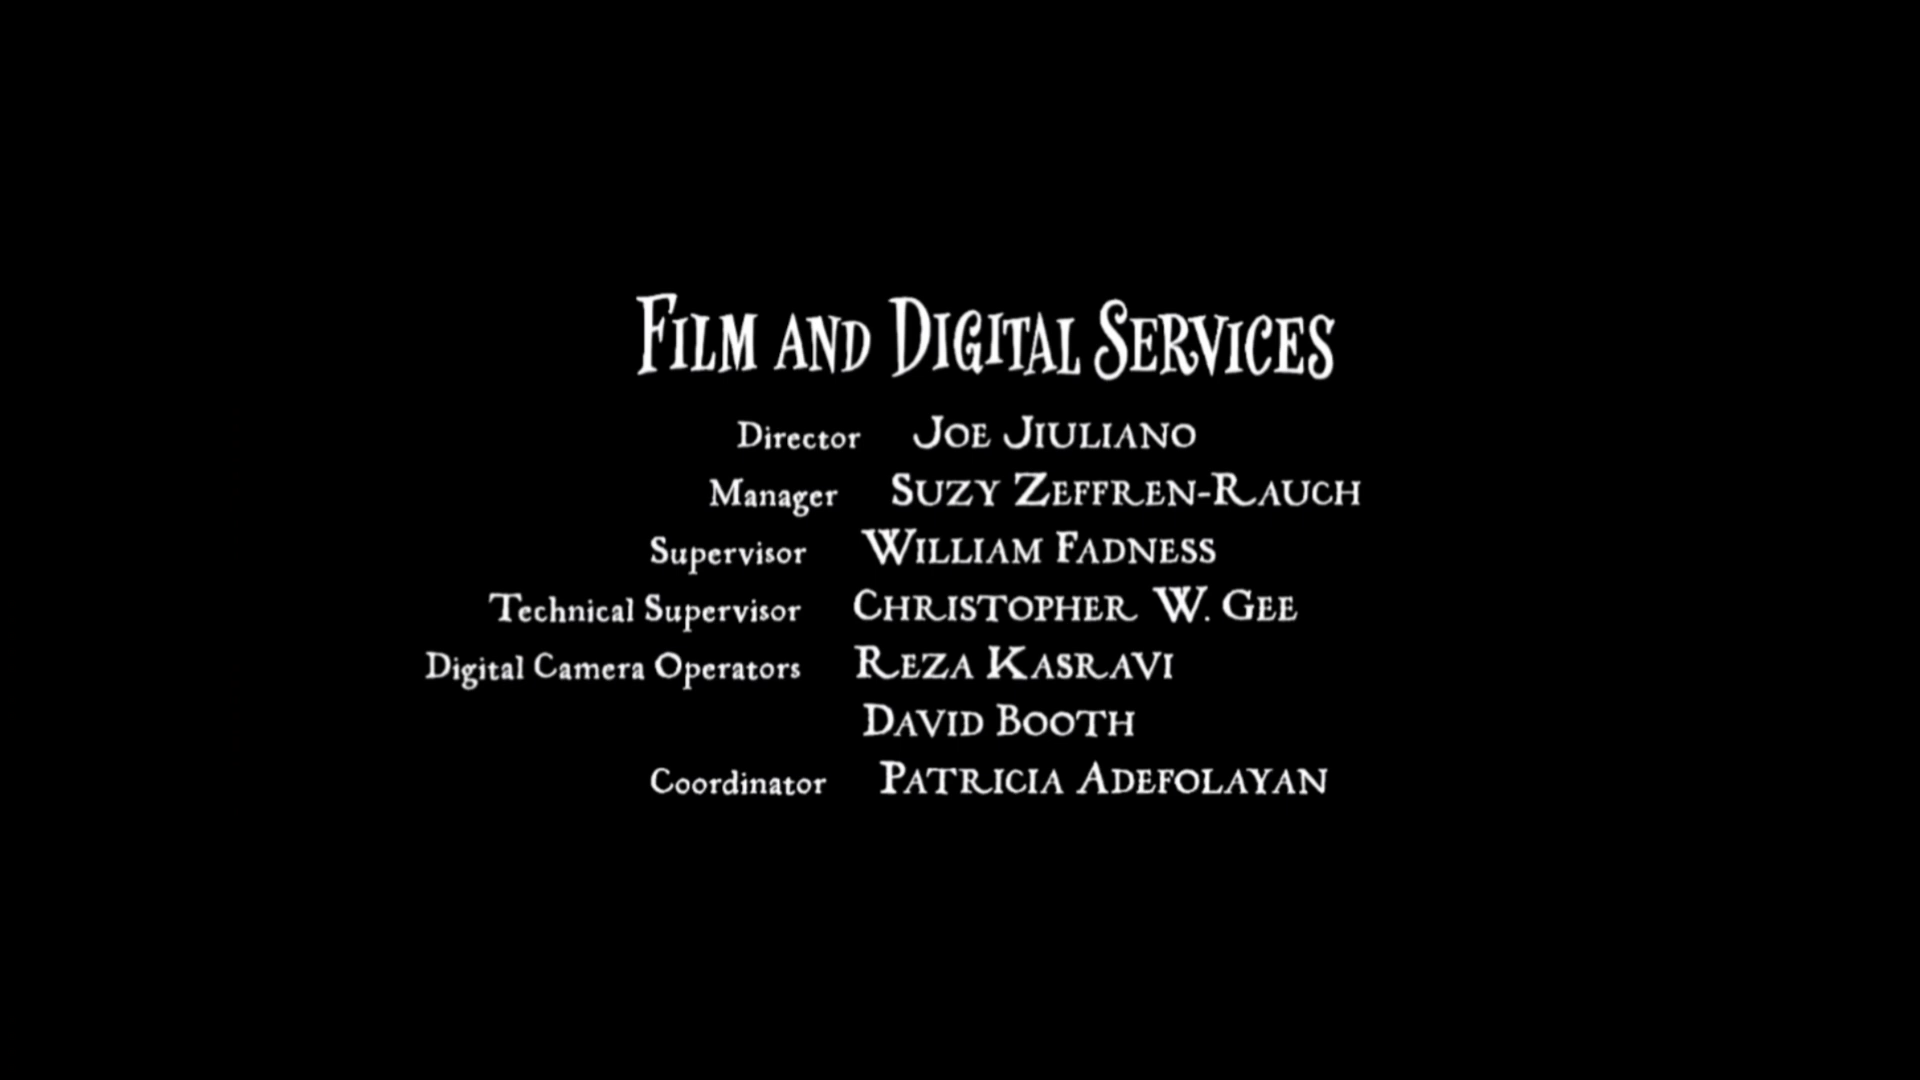 Film and Digital Services
Director Joe Jiuliano
Manager Suzy Zeffren-Rauch
Supervisor William Fadness
Technical Supervisor Christopher W. Gee
Digital Camera Operators Reza Kasravi
David Booth
Coordinator Patricia Adefolayan